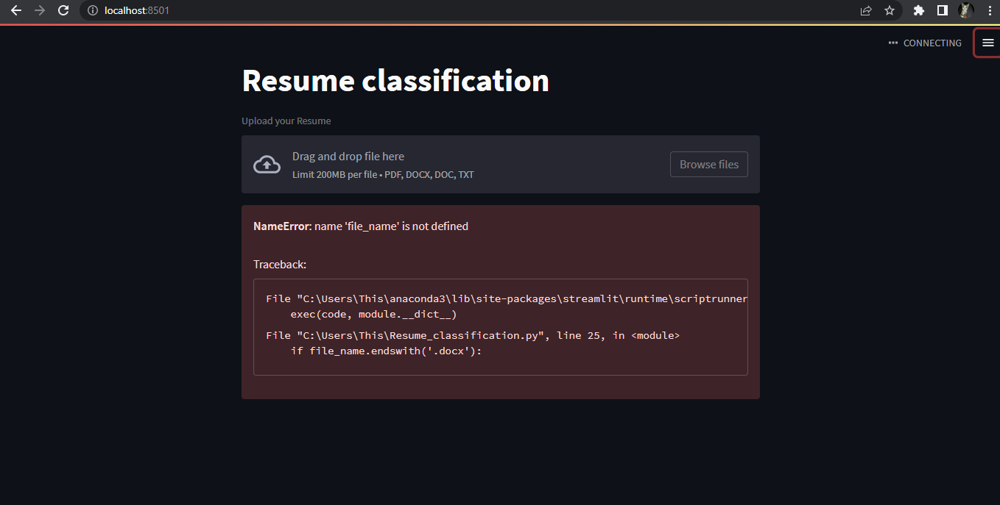 localhost:8501
CONNECTING
Resume classification
Upload your Resume
Drag and drop file here
Limit 200MB per file • PDF, DOCX, DOC, TXT
Browse files
NameError: name 'file_name' is not defined
Traceback:
File "C:\Users\This\anaconda3\lib\site-packages\streamlit\runtime\scriptrunner
exec(code, module.__dict__)
File "C:\Users\This\Resume_classification.py", line 25, in <module>
if file_name.endswith('.docx'):